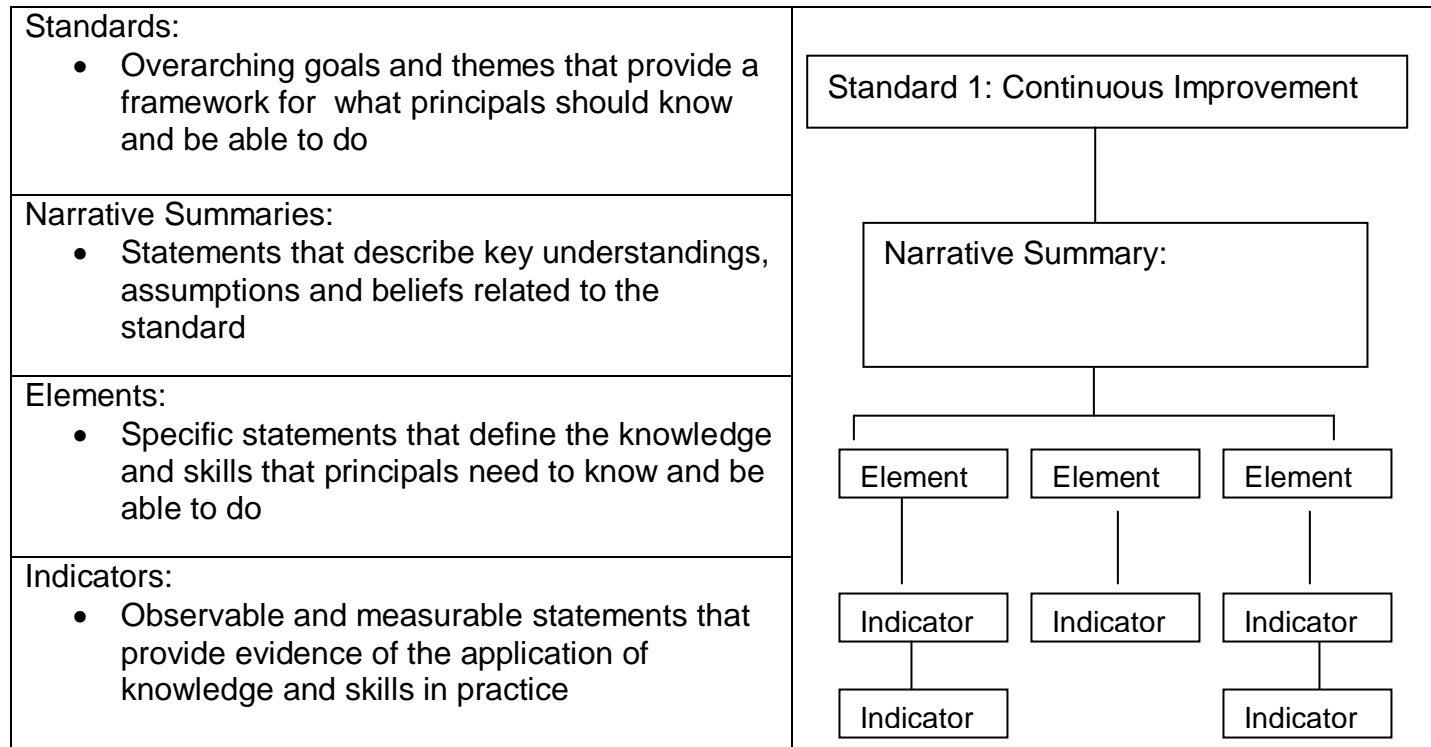 Standards:
• Overarching goals and themes that provide a
framework for what principals should know
and be able to do
Narrative Summaries:
• Statements that describe key understandings,
assumptions and beliefs related to the
standard
Elements:
• Specific statements that define the knowledge
and skills that principals need to know and be
able to do
Indicators:
• Observable and measurable statements that
provide evidence of the application of
knowledge and skills in practice
Standard 1: Continuous Improvement
Narrative Summary:
Element
Element
Element
Indicator
Indicator
Indicator
Indicator
Indicator